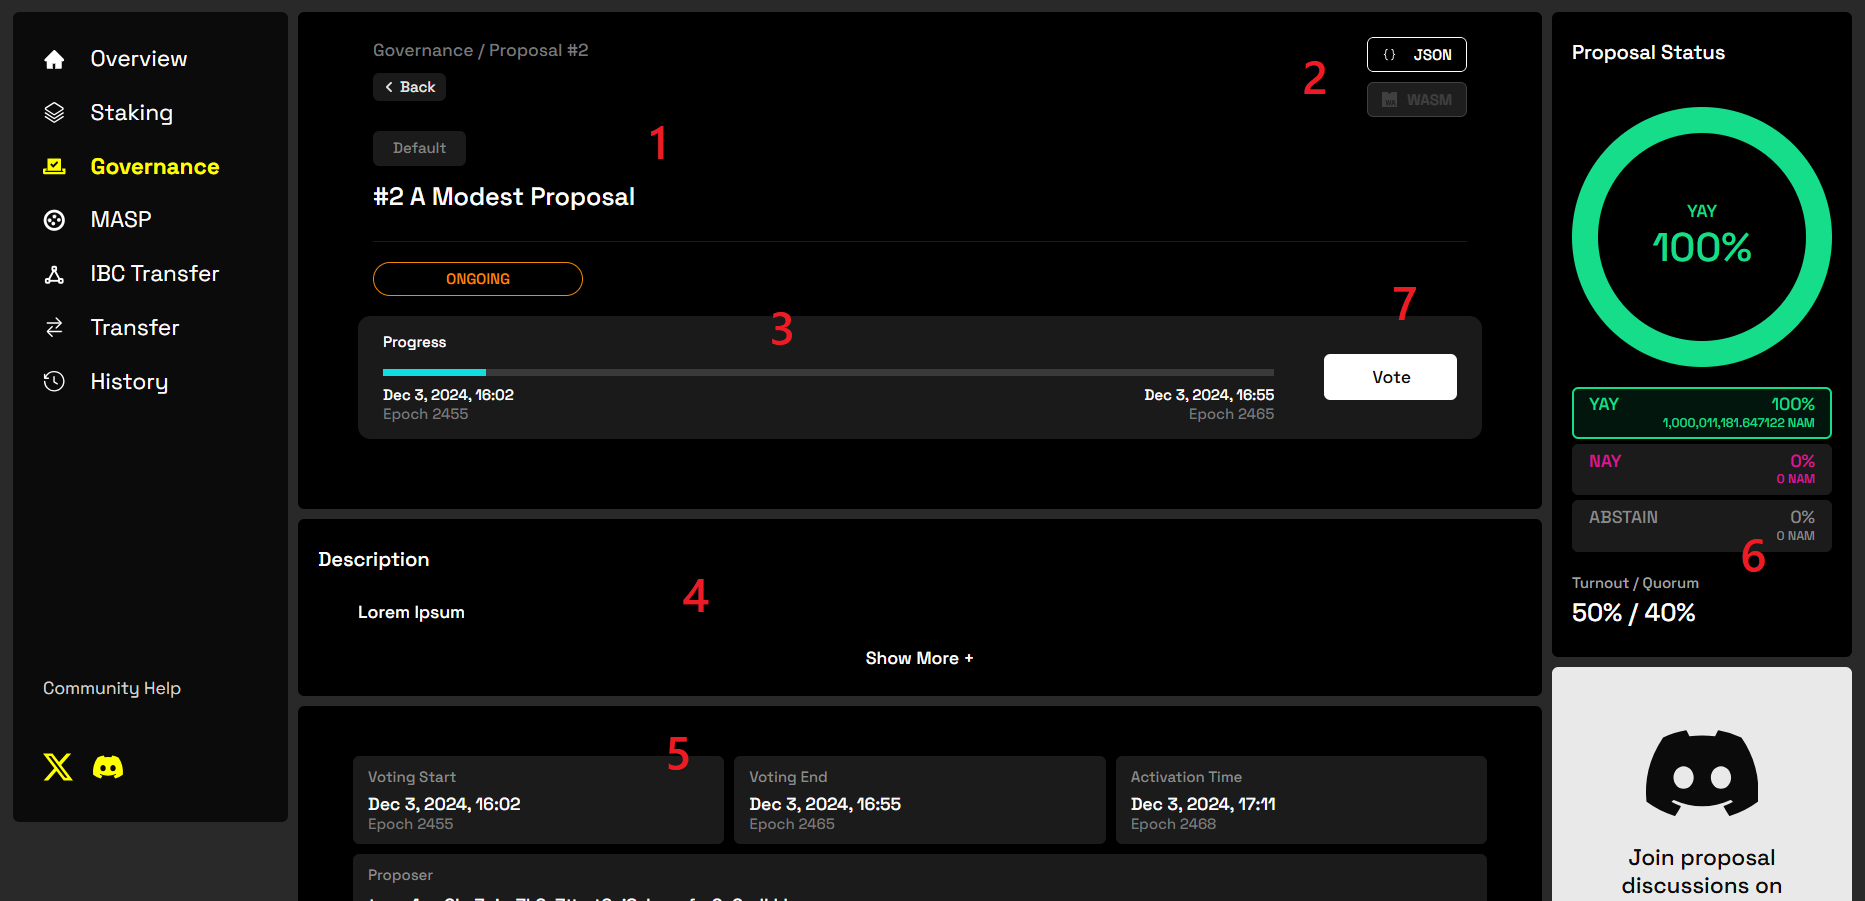 Overview
Staking
Governance
MASP
IBC Transfer
Transfer
History
Community Help
Governance / Proposal #2
Back
Default
1
2
{} JSON
WASM
#2 A Modest Proposal
ONGOING
3
7
Progress
Vote
Dec 3, 2024, 16:02
Epoch 2455
Dec 3, 2024, 16:55
Epoch 2465
Description
4
Lorem Ipsum
Show More +
5
Voting Start
Dec 3, 2024, 16:02
Epoch 2455
Voting End
Dec 3, 2024, 16:55
Epoch 2465
Activation Time
Dec 3, 2024, 17:11
Epoch 2468
Proposer
Proposal Status
YAY
100%
YAY 100%
1,000,011,181.647122 NAM
NAY 0%
0 NAM
ABSTAIN 0%
0 NAM
6
Turnout / Quorum
50% / 40%
Join proposal
discussions on